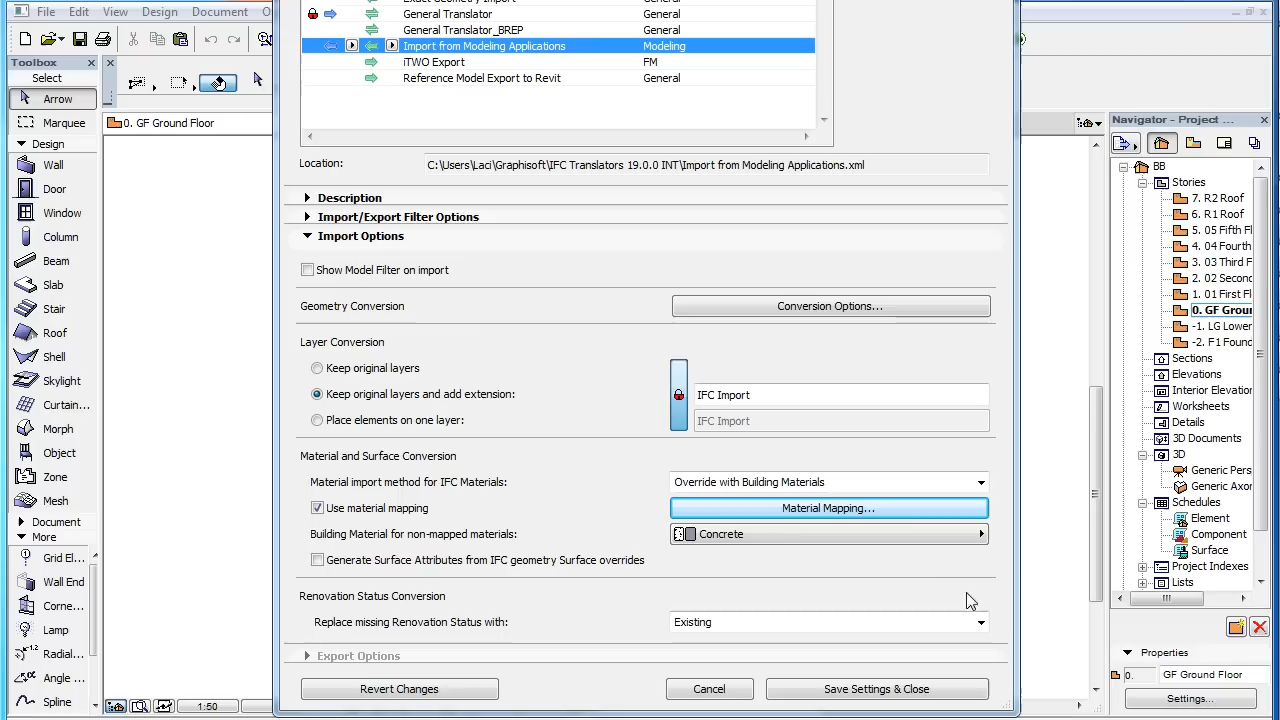 File Edit View Design Document
General
General Translator General
General Translator_BREP General
Import from Modeling Applications Modeling
iTWO Export FM
Reference Model Export to Revit General
Location: C:\Users\Laci\Graphisoft\IFC Translators 19.0.0 INT\Import from Modeling Applications.xml
Description
Import/Export Filter Options
Import Options
Show Model Filter on import
Geometry Conversion Conversion Options...
Layer Conversion
Keep original layers
Keep original layers and add extension: IFC Import
Place elements on one layer: IFC Import
Material and Surface Conversion
Material import method for IFC Materials: Override with Building Materials
Use material mapping Material Mapping...
Building Material for non-mapped materials: Concrete
Generate Surface Attributes from IFC geometry Surface overrides
Renovation Status Conversion
Replace missing Renovation Status with: Existing
Export Options
Revert Changes Cancel Save Settings & Close
Toolbox
Select
Arrow
Marquee
Design
Wall
Door
Window
Column
Beam
Slab
Stair
Roof
Shell
Skylight
Curtain...
Morph
Object
Zone
Mesh
Document
More
Grid El...
Wall End
Corne...
Lamp
Radial...
Angle ...
Spline
0. GF Ground Floor
1:50
Navigator - Project ...
BB
Stories
7. R2 Roof
6. R1 Roof
5. 05 Fifth F
4. 04 Fourth
3. 03 Third F
2. 02 Secon
1. 01 First Fl
0. GF Groun
-1. LG Lower
-2. F1 Found
Sections
Elevations
Interior Elevation
Worksheets
Details
3D Documents
3D
Generic Pers
Generic Axon
Schedules
Element
Component
Surface
Project Indexes
Lists
Properties
0. GF Ground Floor
Settings...